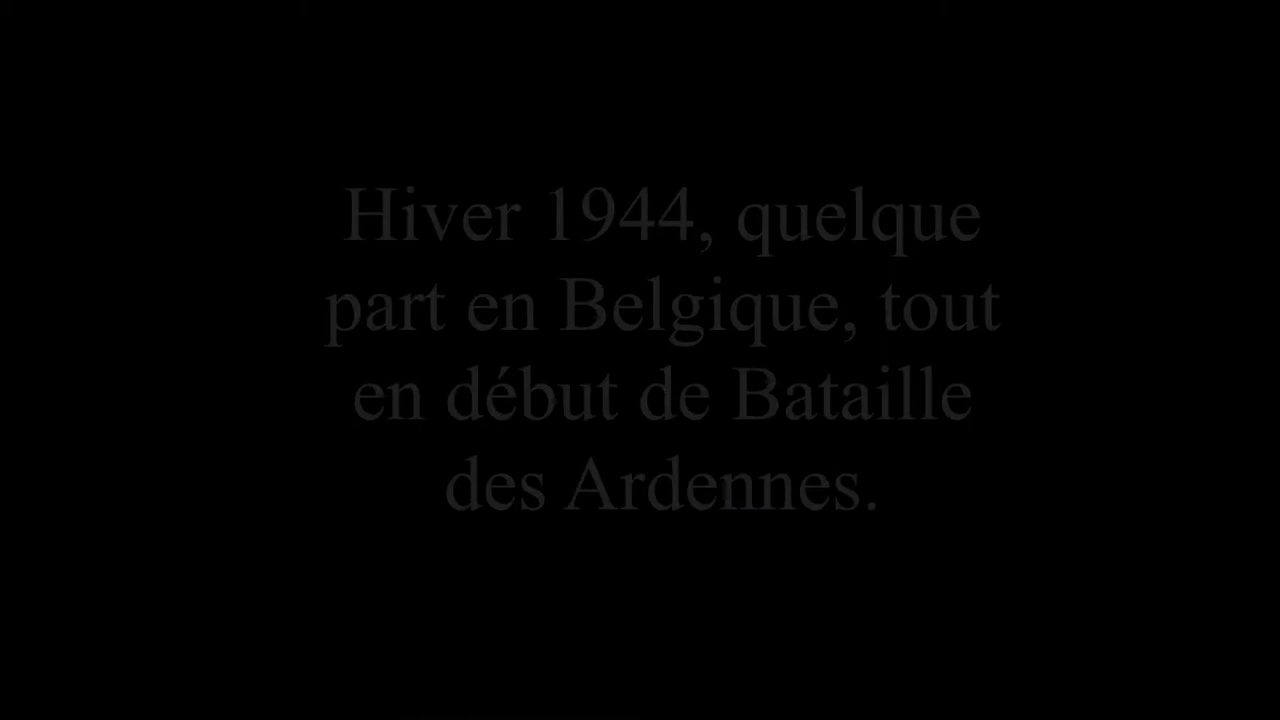 Hiver 1944, quelque
part en Belgique, tout
en début de Bataille
des Ardennes.